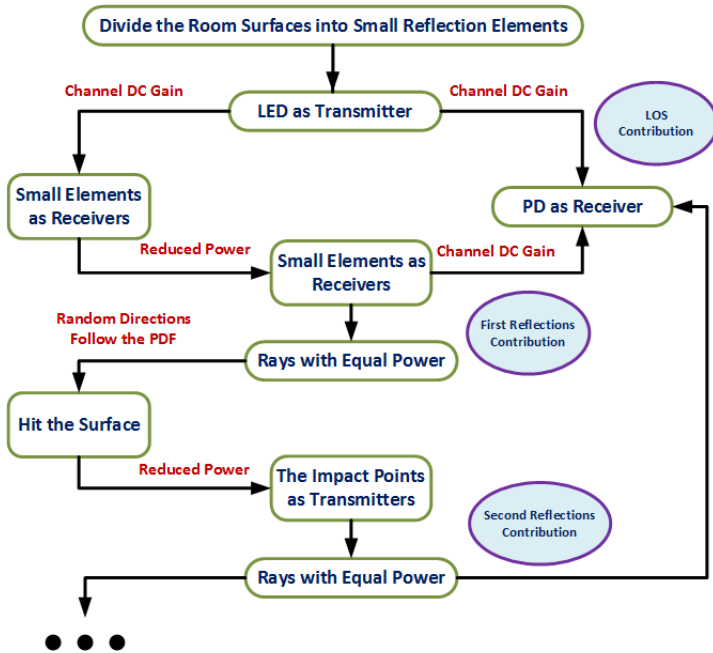 Divide the Room Surfaces into Small Reflection Elements
Channel DC Gain
LED as Transmitter
Channel DC Gain
LOS
Contribution
Small Elements
as Receivers
PD as Receiver
Reduced Power
Small Elements as
Receivers
Channel DC Gain
Random Directions
Follow the PDF
First Reflections
Contribution
Rays with Equal Power
Hit the Surface
Reduced Power
The Impact Points
as Transmitters
Second Reflections
Contribution
Rays with Equal Power